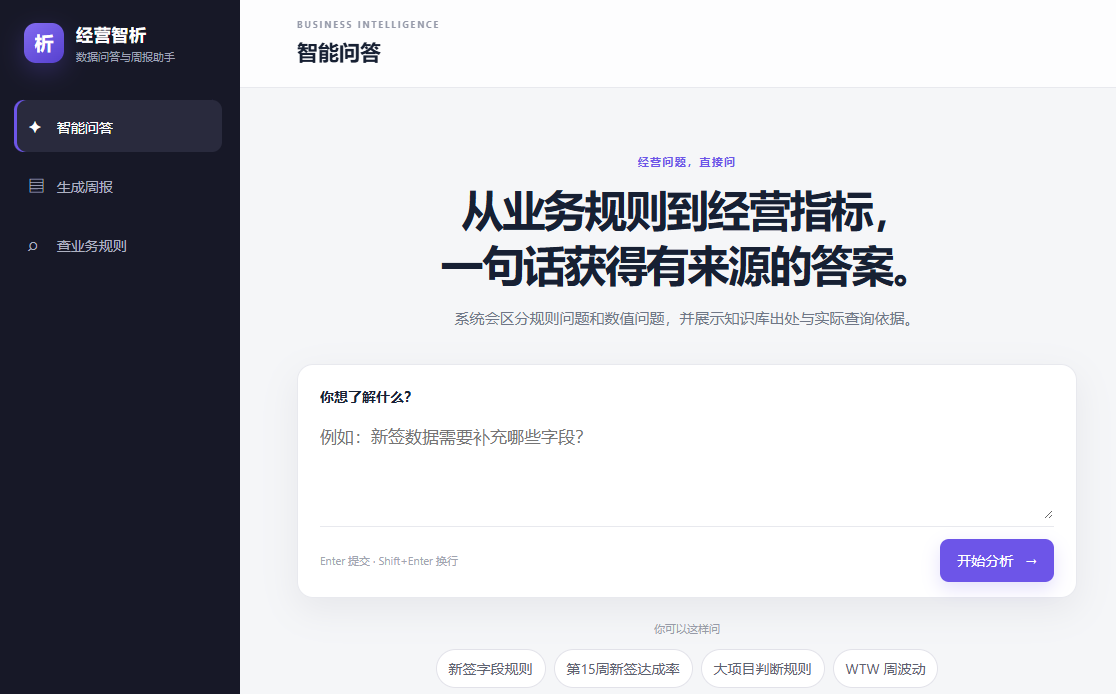 析
经营智析
数据问答与周报助手
智能问答
生成周报
查业务规则
BUSINESS INTELLIGENCE
智能问答
经营问题，直接问
从业务规则到经营指标，
一句话获得有来源的答案。
系统会区分规则问题和数值问题，并展示知识库出处与实际查询依据。
你想了解什么？
例如：新签数据需要补充哪些字段？
Enter 提交 · Shift+Enter 换行
开始分析 →
你可以这样问
新签字段规则
第15周新签达成率
大项目判断规则
WTW 周波动